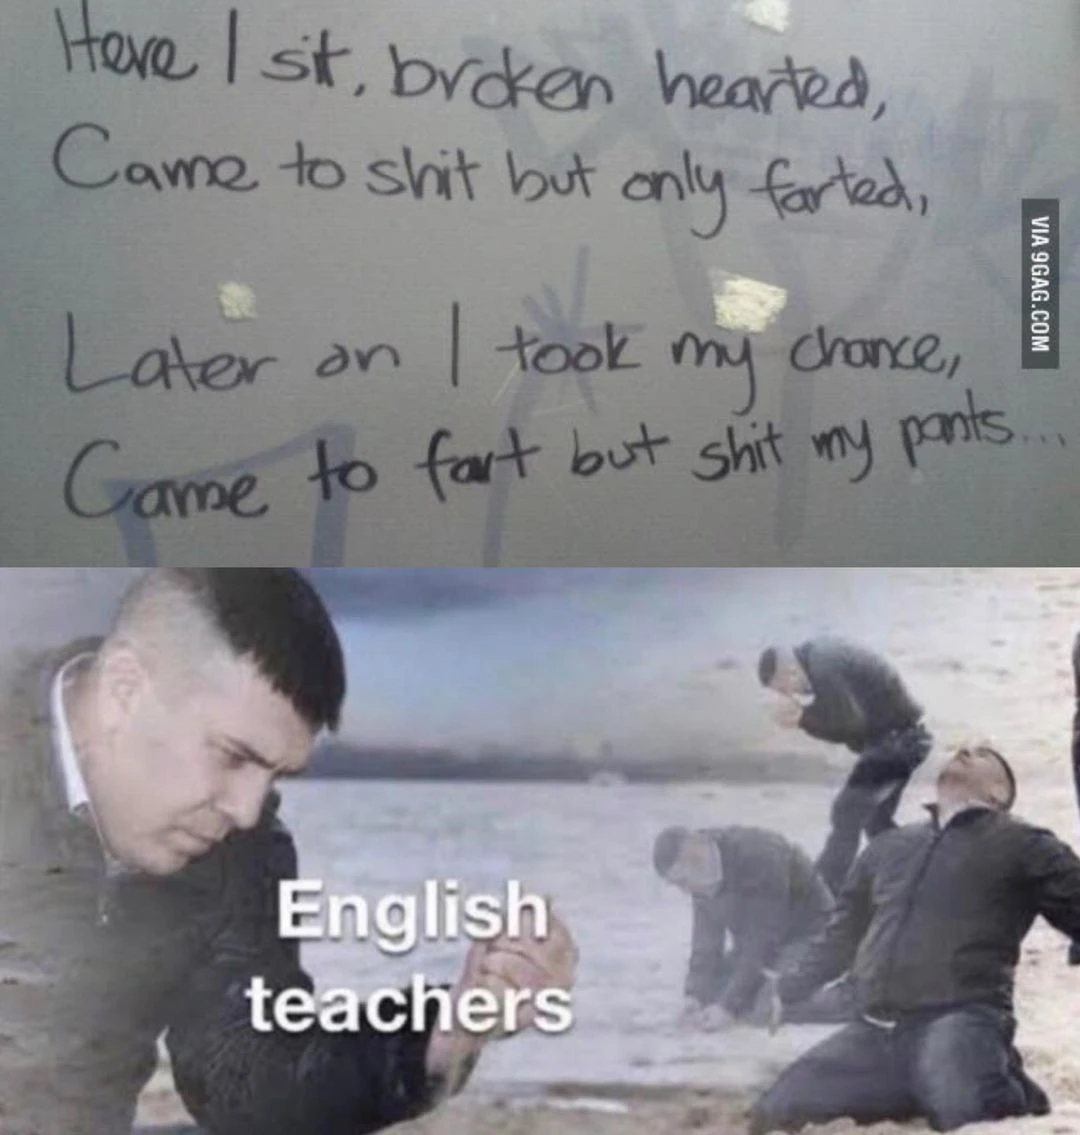 Here I sit, broken hearted,
Came to shit but only farted,
VIA 9GAG.COM
Later on I took my chance,
Came to fart but shit my pants...
English
teachers